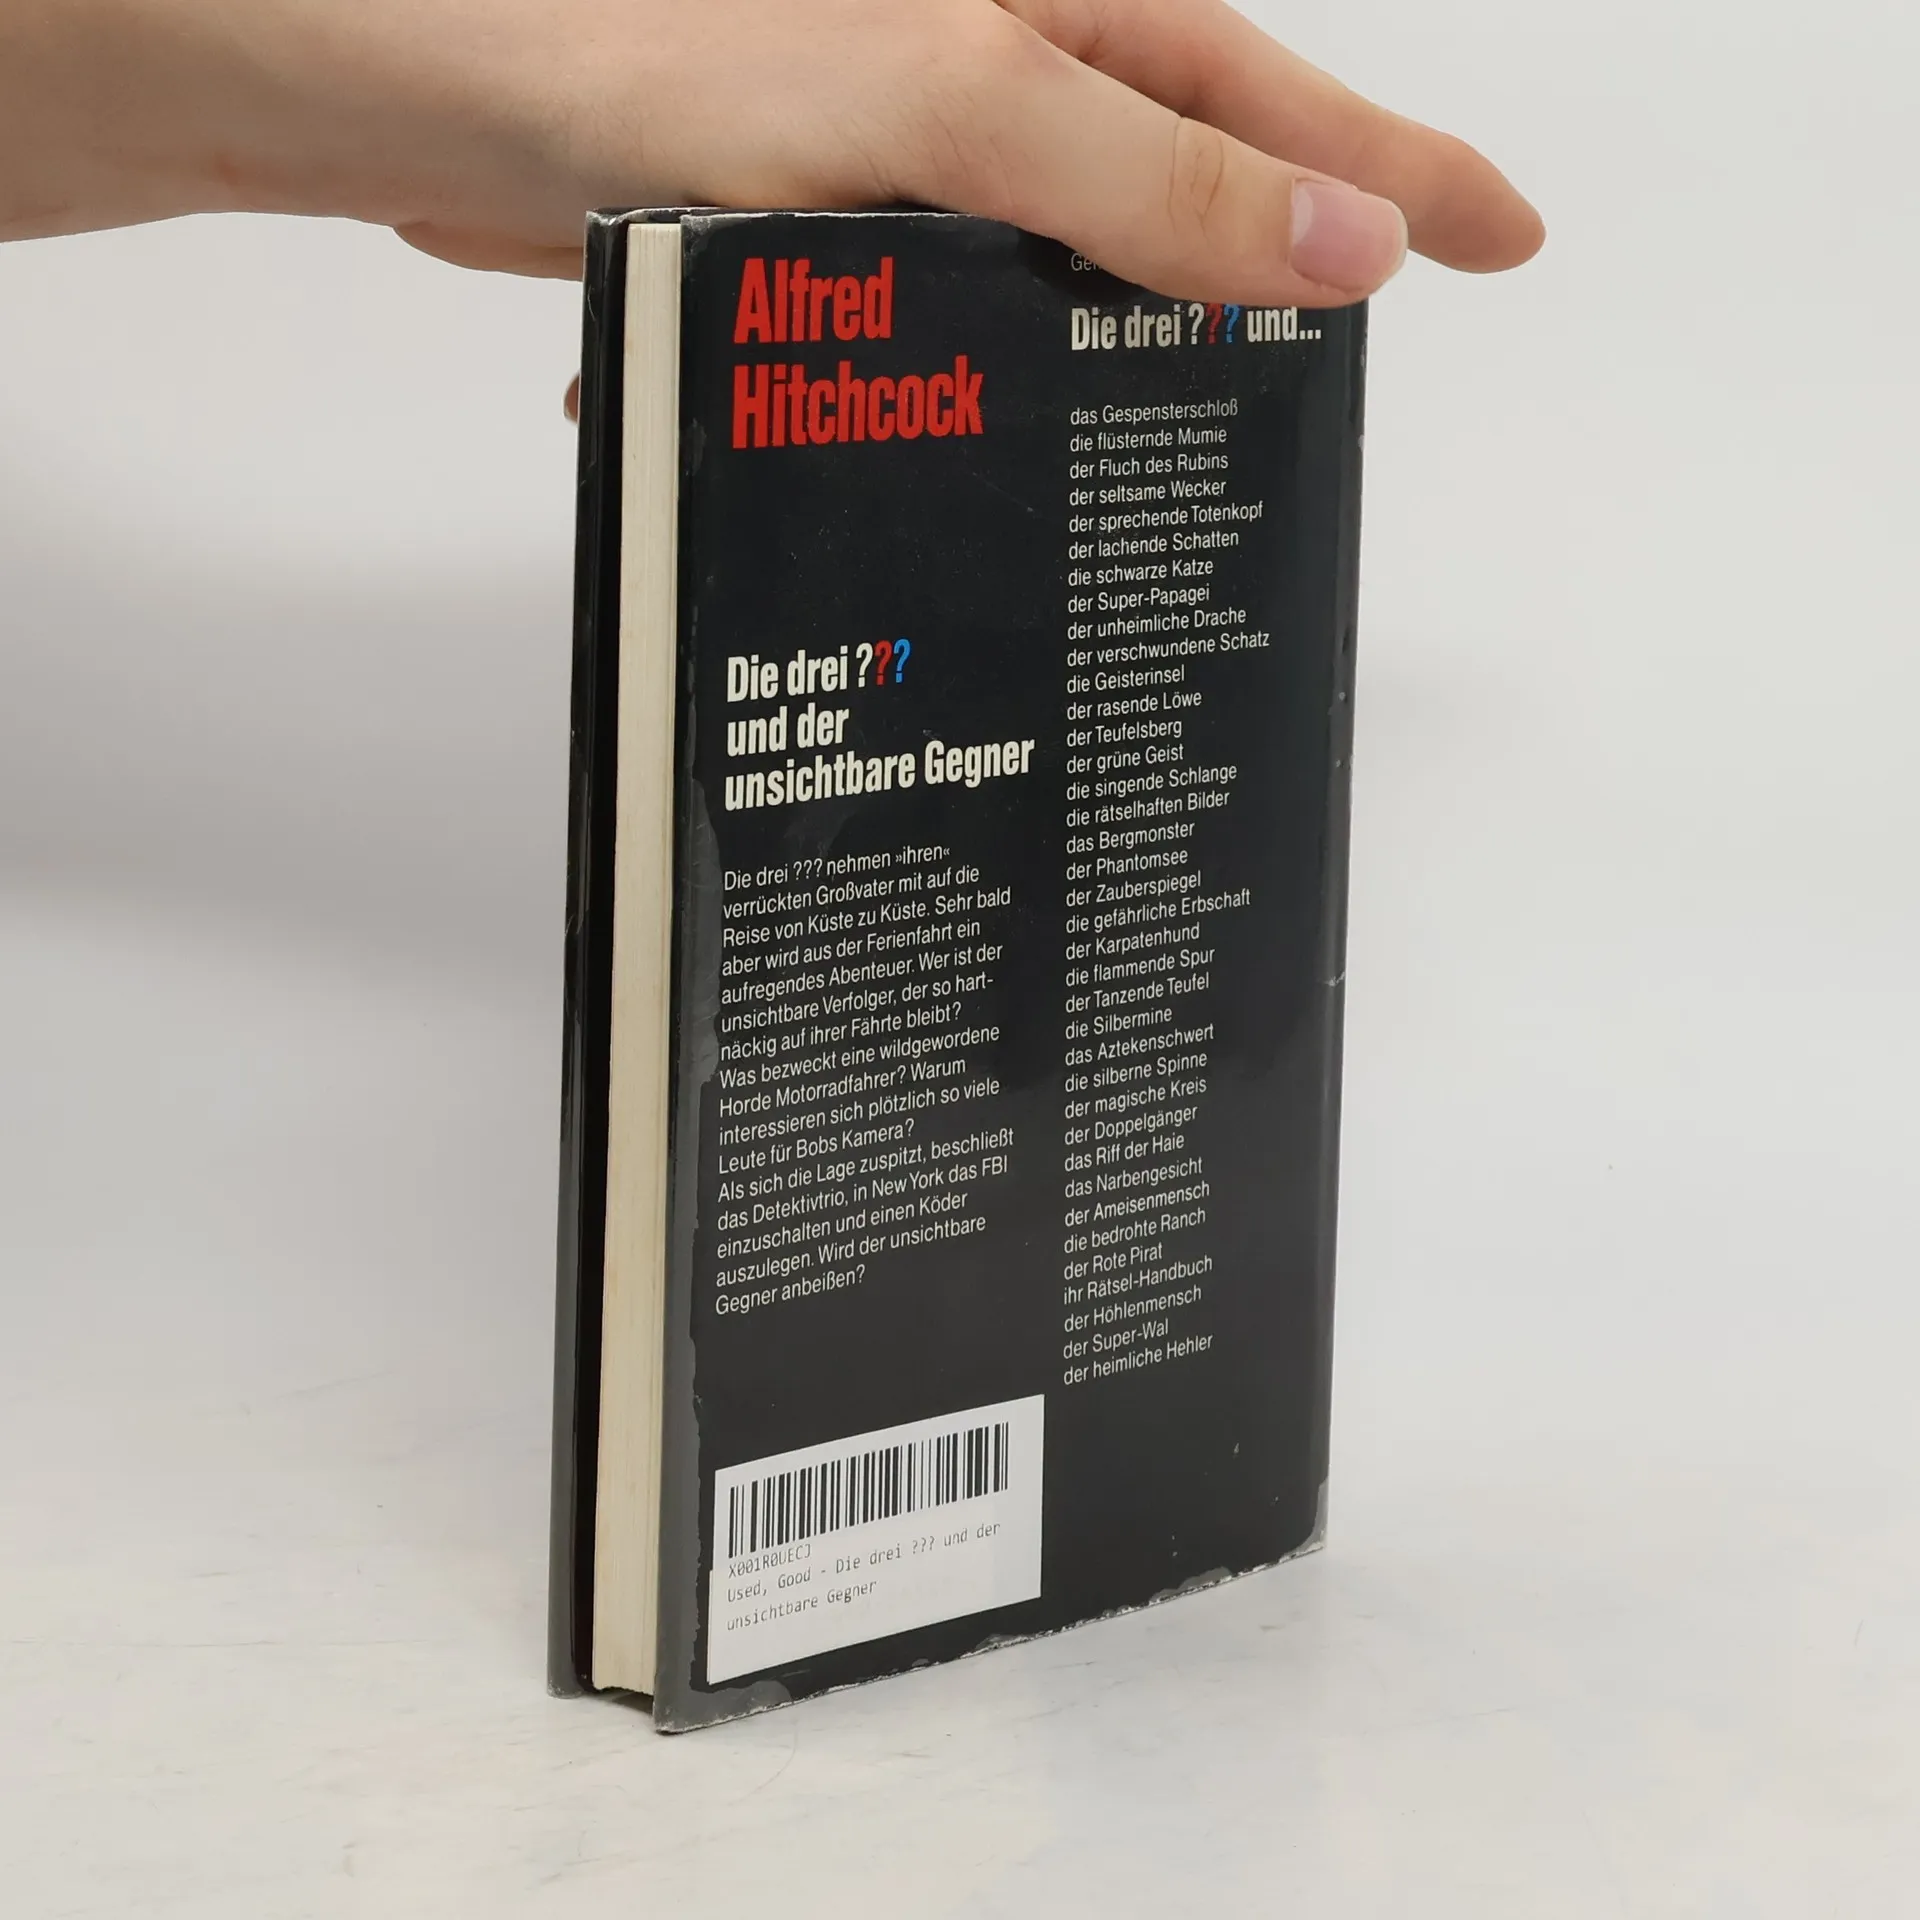 Alfred
Hitchcock
Die drei ???
und der
unsichtbare Gegner
Die drei ??? nehmen »ihren«
verrückten Großvater mit auf die
Reise von Küste zu Küste. Sehr bald
aber wird aus der Ferienfahrt ein
aufregendes Abenteuer. Wer ist der
unsichtbare Verfolger, der so hart-
näckig auf ihrer Fährte bleibt?
Was bezweckt eine wildgewordene
Horde Motorradfahrer? Warum
interessieren sich plötzlich so viele
Leute für Bobs Kamera?
Als sich die Lage zuspitzt, beschließt
das Detektivtrio, in New York das FBI
einzuschalten und einen Köder
auszulegen. Wird der unsichtbare
Gegner anbeißen?
X001R0UECJ
Used, Good - Die drei ??? und der
unsichtbare Gegner
Die drei ??? und...
das Gespensterschloß
die flüsternde Mumie
der Fluch des Rubins
der seltsame Wecker
der sprechende Totenkopf
der lachende Schatten
die schwarze Katze
der Super-Papagei
der unheimliche Drache
der verschwundene Schatz
die Geisterinsel
der rasende Löwe
der Teufelsberg
der grüne Geist
die singende Schlange
die rätselhaften Bilder
das Bergmonster
der Phantomsee
der Zauberspiegel
die gefährliche Erbschaft
der Karpatenhund
die flammende Spur
der Tanzende Teufel
die Silbermine
das Aztekenschwert
die silberne Spinne
der magische Kreis
der Doppelgänger
das Riff der Haie
das Narbengesicht
der Ameisenmensch
die bedrohte Ranch
der Rote Pirat
ihr Rätsel-Handbuch
der Höhlenmensch
der Super-Wal
der heimliche Hehler